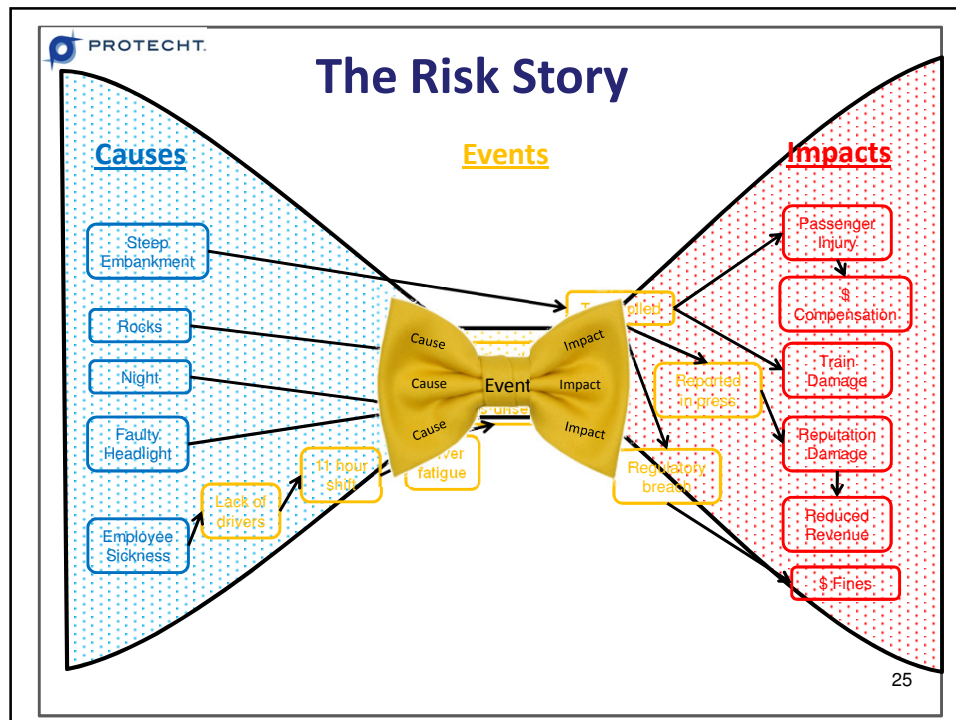 PROTECHT.
The Risk Story
Causes
Events
Impacts
Steep
Embankment
Rocks
Night
Faulty
Headlight
Employee
Sickness
Lack of
drivers
11 hour
shift
fatigue
Cause
Cause
Cause
Event
Impact
Impact
Impact
Reported
in press
Regulatory
breach
Passenger
Injury
$
Compensation
Train
Damage
Reputation
Damage
Reduced
Revenue
$ Fines
25